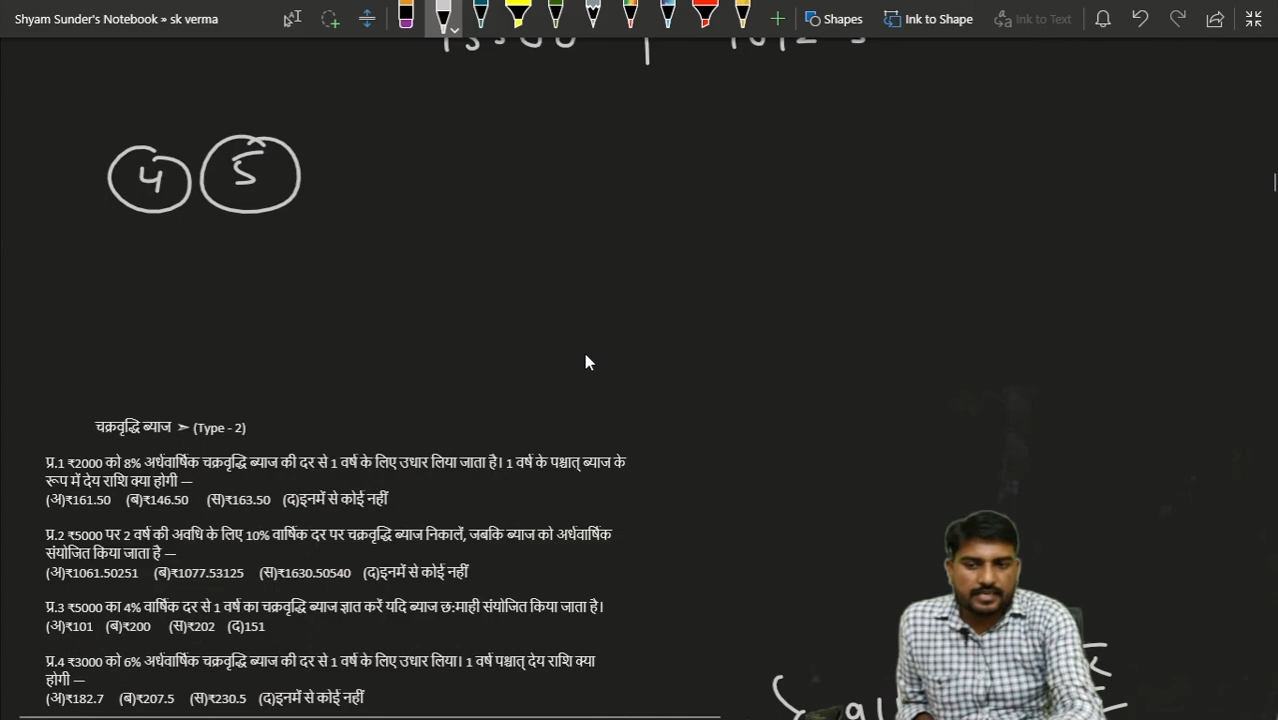 Shyam Sunder's Notebook » sk verma
Shapes Ink to Shape Ink to Text
4 5
चक्रवृद्धि ब्याज ➣ (Type - 2)
प्र.1 ₹2000 को 8% अर्धवार्षिक चक्रवृद्धि ब्याज की दर से 1 वर्ष के लिए उधार लिया जाता है। 1 वर्ष के पश्चात् ब्याज के
रूप में देय राशि क्या होगी —
(अ)₹161.50 (ब)₹146.50 (स)₹163.50 (द)इनमें से कोई नहीं
प्र.2 ₹5000 पर 2 वर्ष की अवधि के लिए 10% वार्षिक दर पर चक्रवृद्धि ब्याज निकालें, जबकि ब्याज को अर्धवार्षिक
संयोजित किया जाता है —
(अ)₹1061.50251 (ब)₹1077.53125 (स)₹1630.50540 (द)इनमें से कोई नहीं
प्र.3 ₹5000 का 4% वार्षिक दर से 1 वर्ष का चक्रवृद्धि ब्याज ज्ञात करें यदि ब्याज छ:माही संयोजित किया जाता है।
(अ)₹101 (ब)₹200 (स)₹202 (द)151
प्र.4 ₹3000 को 6% अर्धवार्षिक चक्रवृद्धि ब्याज की दर से 1 वर्ष के लिए उधार लिया। 1 वर्ष पश्चात देय राशि क्या
होगी —
(अ)₹182.7 (ब)₹207.5 (स)₹230.5 (द)इनमें से कोई नहीं